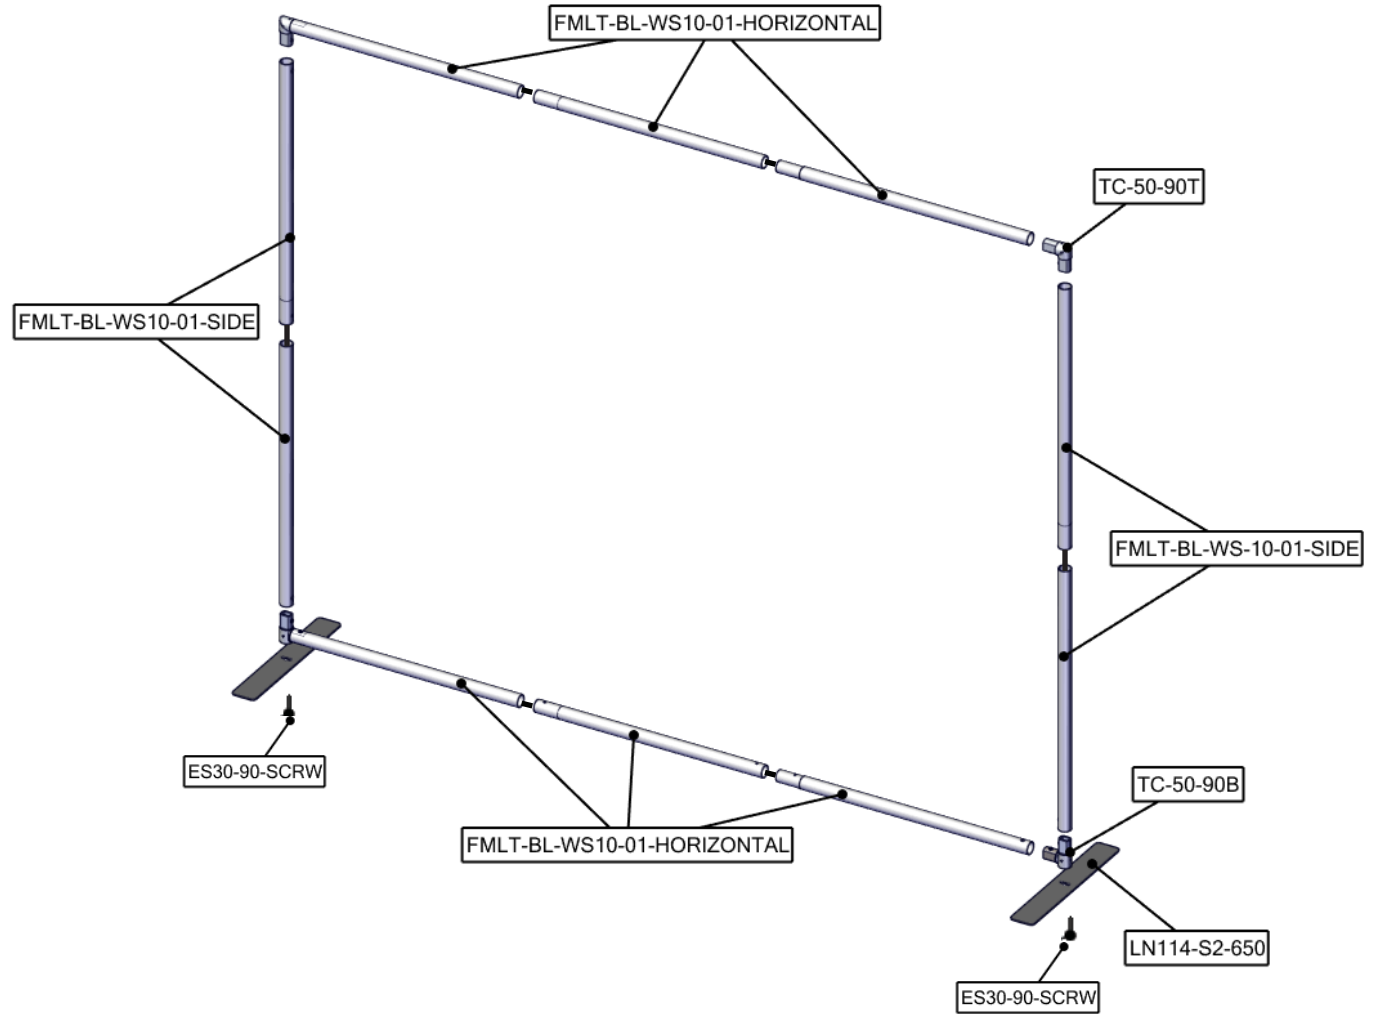 FMLT-BL-WS10-01-HORIZONTAL
TC-50-90T
FMLT-BL-WS10-01-SIDE
FMLT-BL-WS-10-01-SIDE
ES30-90-SCRW
TC-50-90B
FMLT-BL-WS10-01-HORIZONTAL
LN114-S2-650
ES30-90-SCRW